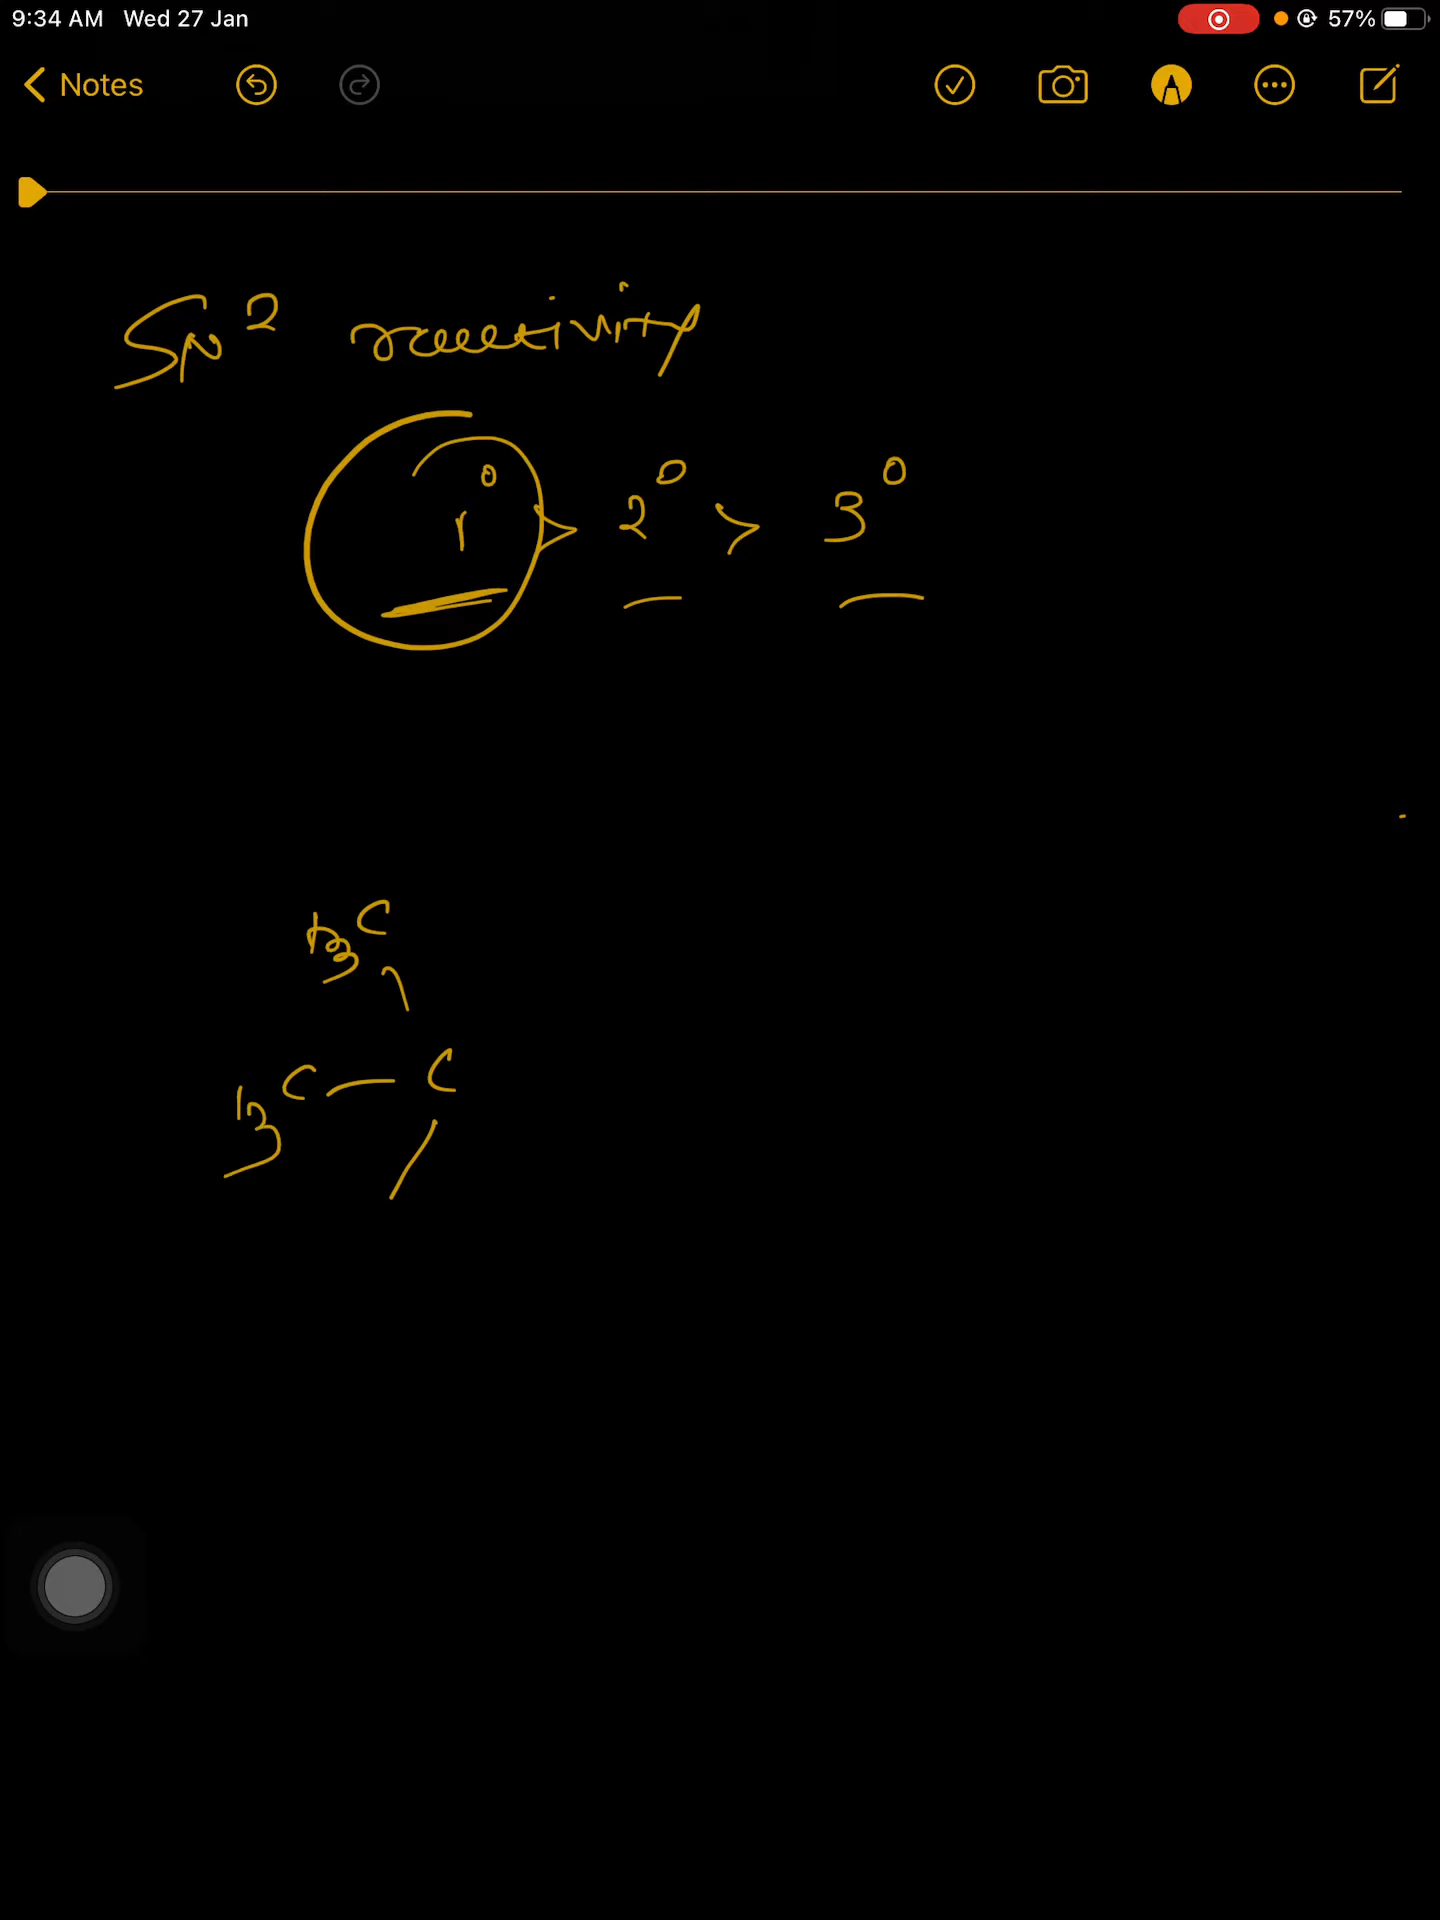 9:34 AM Wed 27 Jan 57%
Notes
SN2 reactivity
1° > 2° > 3°
H3C
H3C — C